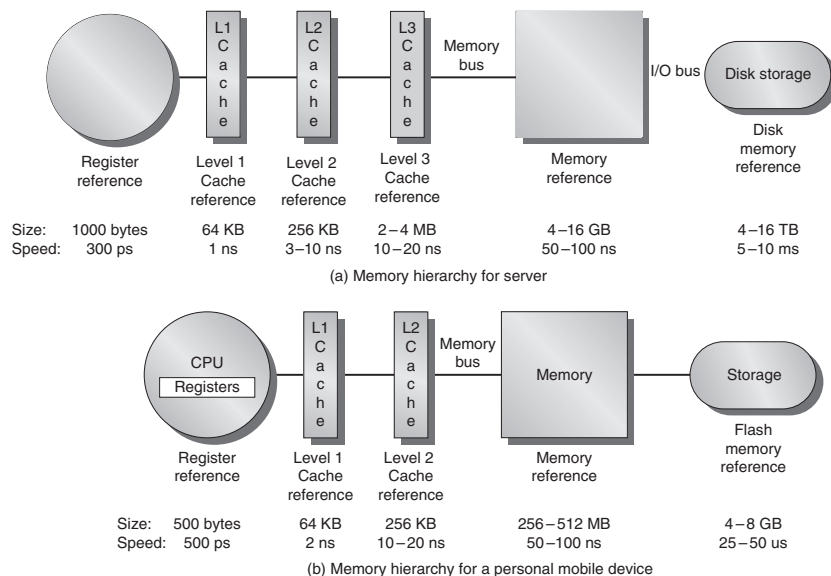 L1 Cache
L2 Cache
L3 Cache
Memory bus
I/O bus
Disk storage
Register reference
Level 1 Cache reference
Level 2 Cache reference
Level 3 Cache reference
Memory reference
Disk memory reference
Size: 1000 bytes 64 KB 256 KB 2–4 MB 4–16 GB 4–16 TB
Speed: 300 ps 1 ns 3–10 ns 10–20 ns 50–100 ns 5–10 ms
(a) Memory hierarchy for server
CPU
Registers
L1 Cache
L2 Cache
Memory bus
Memory
Storage
Register reference
Level 1 Cache reference
Level 2 Cache reference
Memory reference
Flash memory reference
Size: 500 bytes 64 KB 256 KB 256–512 MB 4–8 GB
Speed: 500 ps 2 ns 10–20 ns 50–100 ns 25–50 us
(b) Memory hierarchy for a personal mobile device